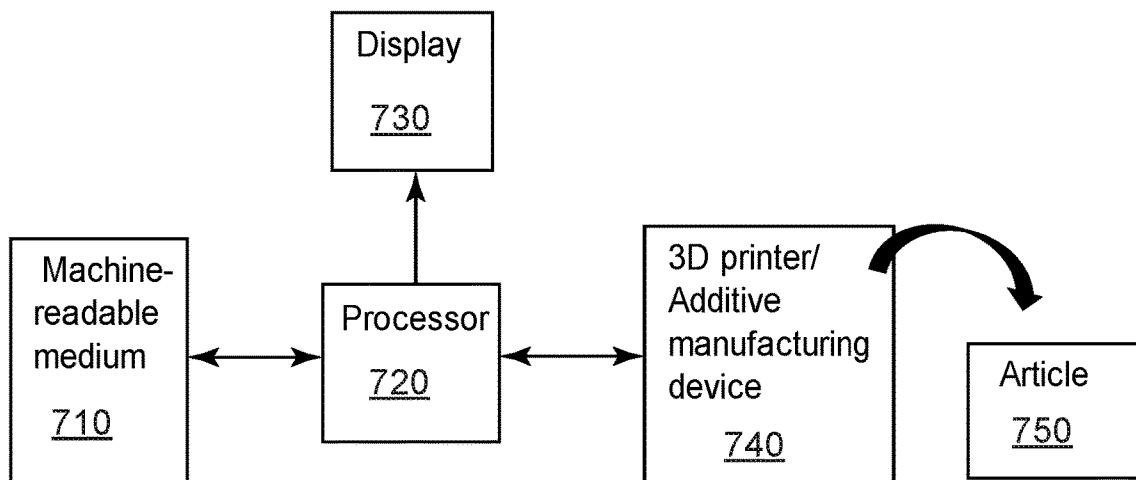 Display
730
Machine-
readable
medium
710
Processor
720
3D printer/
Additive
manufacturing
device
740
Article
750